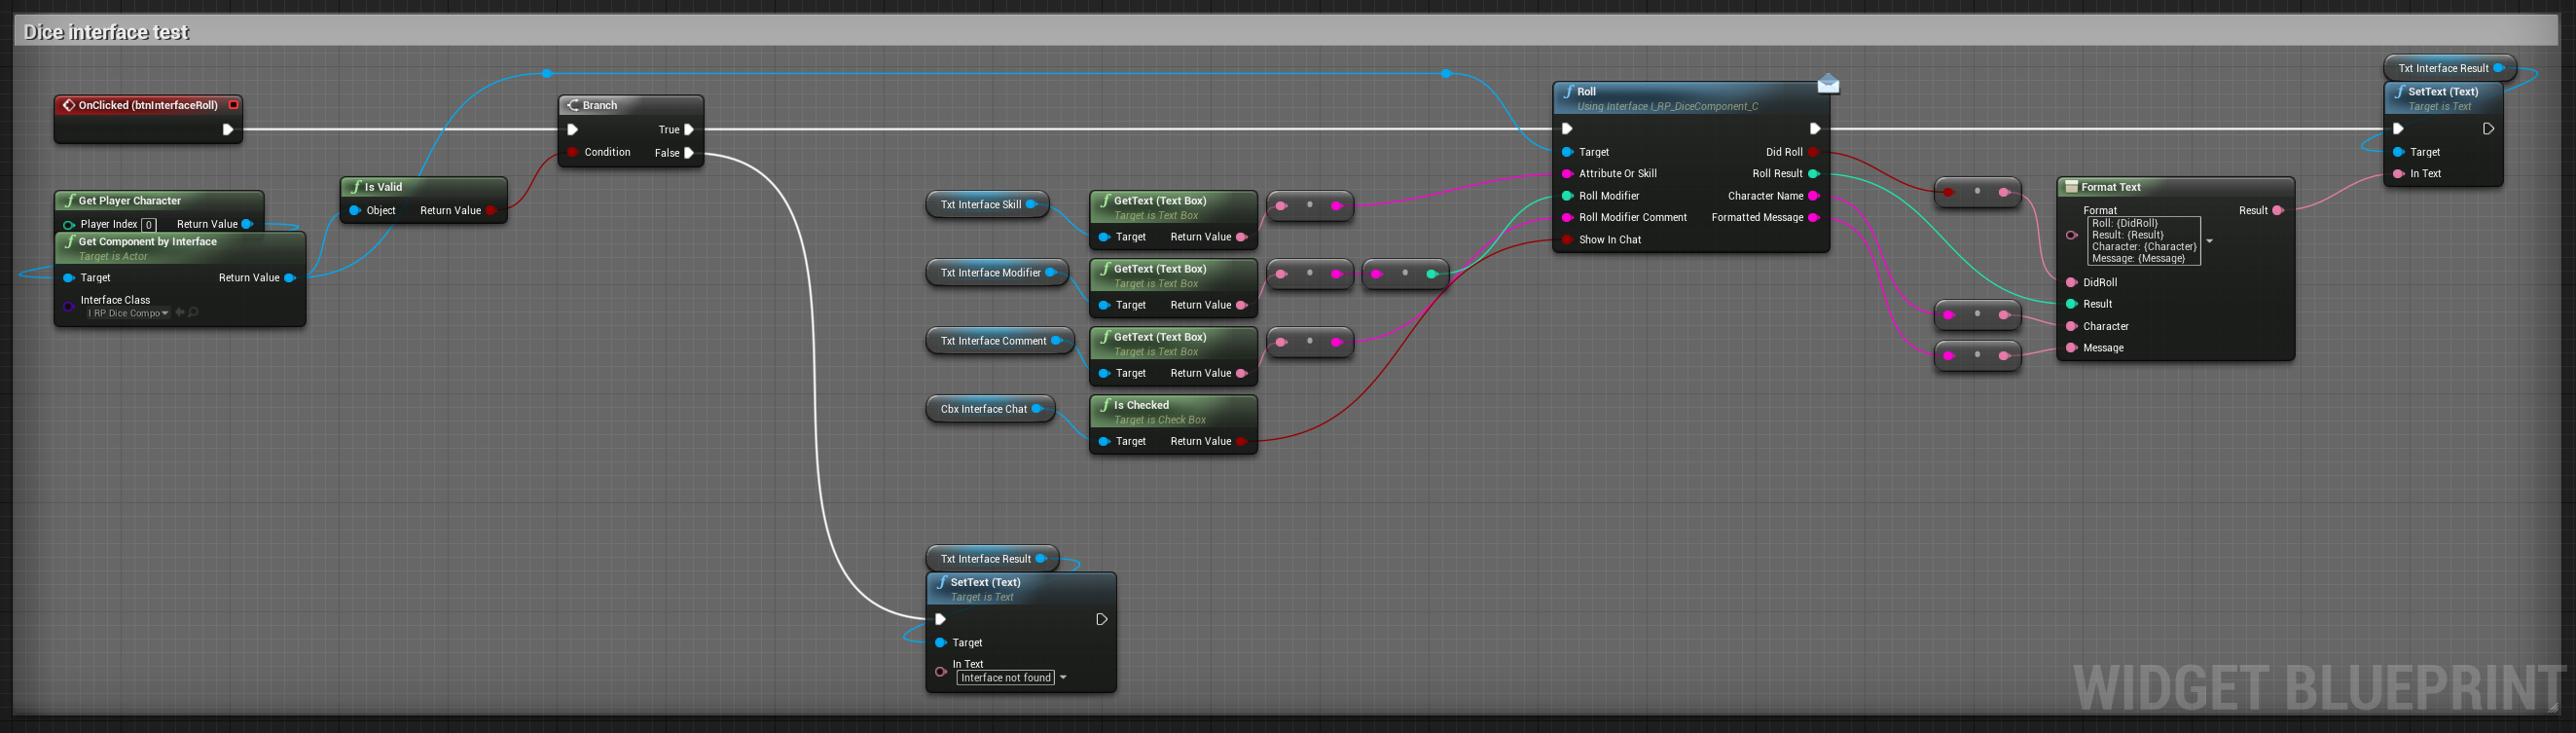 Dice interface test
OnClicked (btnInterfaceRoll)
Get Player Character
Player Index 0 Return Value
Get Component by Interface
Target is Actor
Target Return Value
Interface Class
I RP Dice Compo
Is Valid
Object Return Value
Branch
True
Condition False
Txt Interface Skill
GetText (Text Box)
Target is Text Box
Target Return Value
Txt Interface Modifier
GetText (Text Box)
Target is Text Box
Target Return Value
Txt Interface Comment
GetText (Text Box)
Target is Text Box
Target Return Value
Cbx Interface Chat
Is Checked
Target is Check Box
Target Return Value
Txt Interface Result
SetText (Text)
Target is Text
Target
In Text
Interface not found
Roll
Using Interface I_RP_DiceComponent_C
Target Did Roll
Attribute Or Skill Roll Result
Roll Modifier Character Name
Roll Modifier Comment Formatted Message
Show In Chat
Format Text
Format Result
Roll: {DidRoll}
Result: {Result}
Character: {Character}
Message: {Message}
DidRoll
Result
Character
Message
Txt Interface Result
SetText (Text)
Target is Text
Target
In Text
WIDGET BLUEPRINT